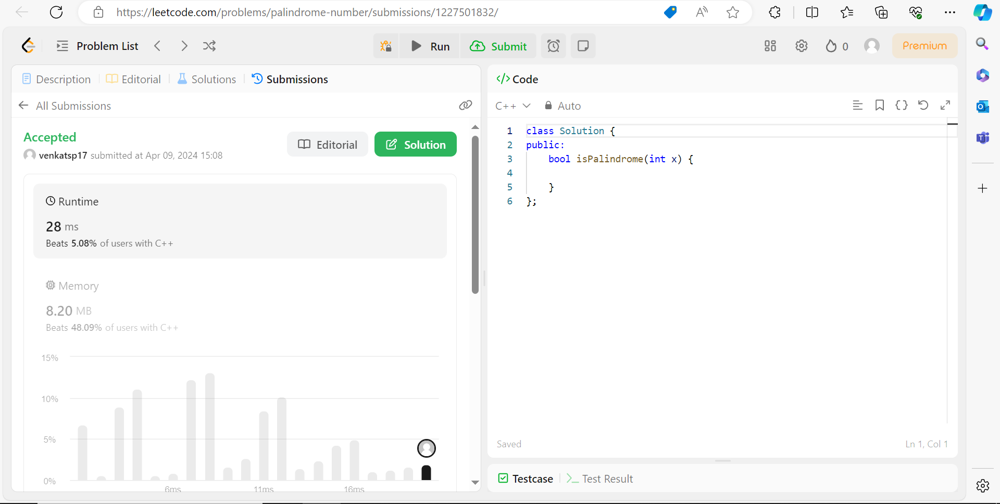 https://leetcode.com/problems/palindrome-number/submissions/1227501832/
Problem List
Run
Submit
0
Premium
Description
Editorial
Solutions
Submissions
All Submissions
Accepted
venkatsp17 submitted at Apr 09, 2024 15:08
Editorial
Solution
Runtime
28 ms
Beats 5.08% of users with C++
Memory
8.20 MB
Beats 48.09% of users with C++
15%
10%
5%
0%
6ms
11ms
16ms
</> Code
C++
Auto
1 class Solution {
2 public:
3 bool isPalindrome(int x) {
4
5 }
6 };
Saved
Ln 1, Col 1
Testcase
Test Result